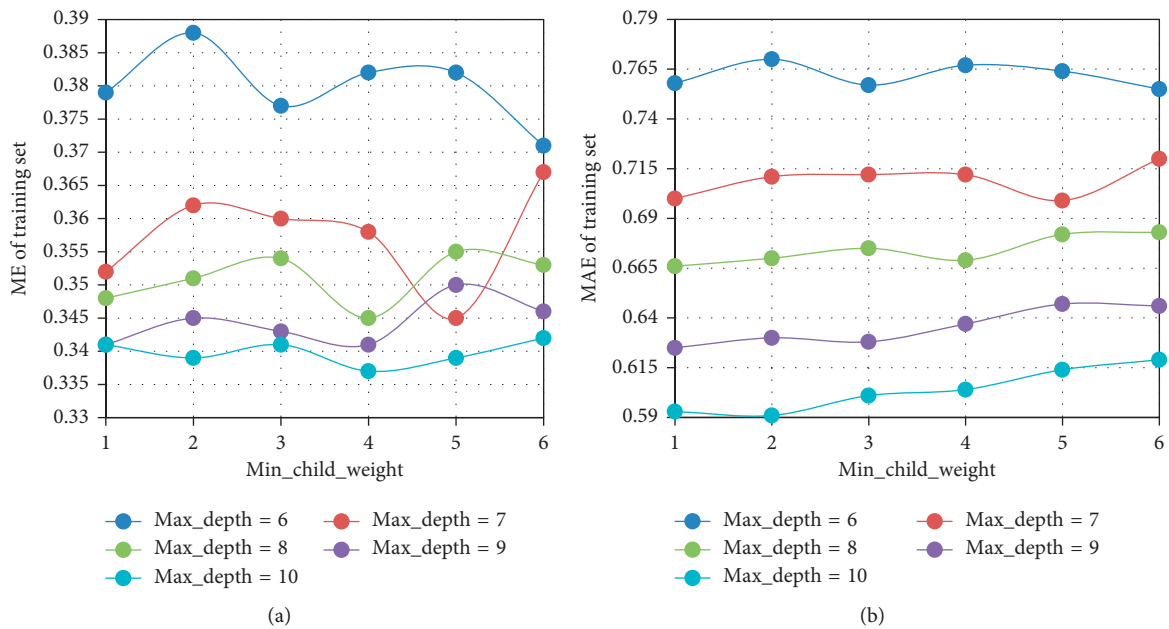 0.39
0.385
0.38
0.375
0.37
0.365
0.36
0.355
0.35
0.345
0.34
0.335
0.33
ME of training set
1 2 3 4 5 6
Min_child_weight
Max_depth = 6 Max_depth = 7
Max_depth = 8 Max_depth = 9
Max_depth = 10
(a)
0.79
0.765
0.74
0.715
0.69
0.665
0.64
0.615
0.59
MAE of training set
1 2 3 4 5 6
Min_child_weight
Max_depth = 6 Max_depth = 7
Max_depth = 8 Max_depth = 9
Max_depth = 10
(b)